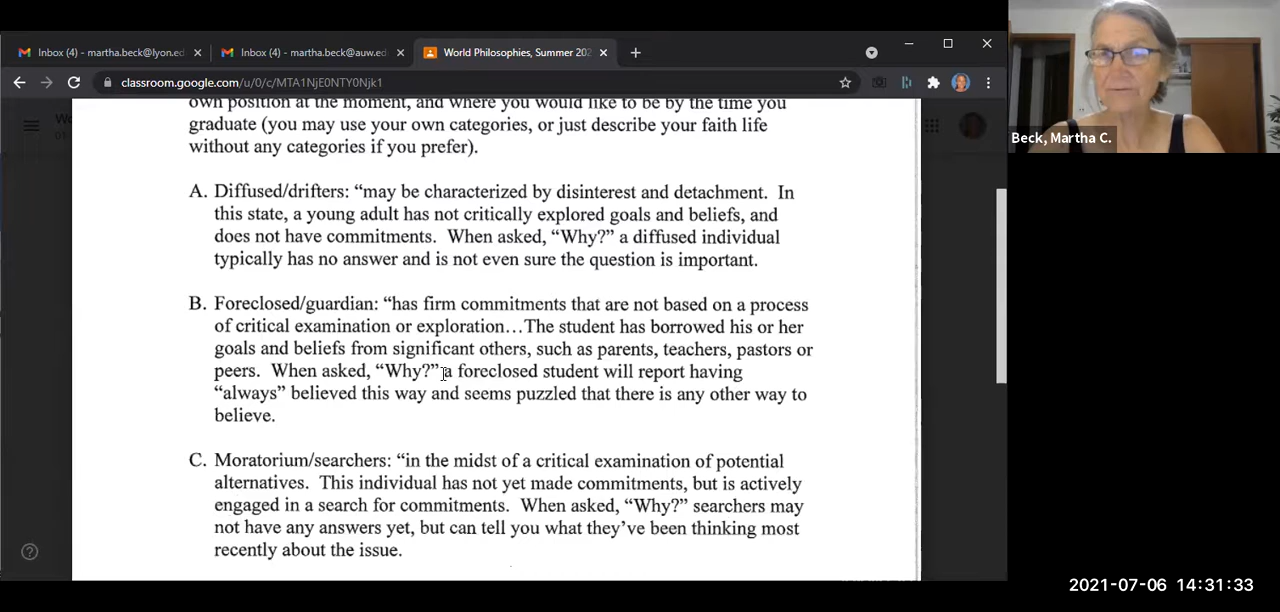 Inbox (4) - martha.beck@lyon.ed
Inbox (4) - martha.beck@auw.ed
World Philosophies, Summer 202
classroom.google.com/u/0/c/MTA1NjE0NTY0Njk1
own position at the moment, and where you would like to be by the time you
graduate (you may use your own categories, or just describe your faith life
without any categories if you prefer).
A. Diffused/drifters: “may be characterized by disinterest and detachment. In
this state, a young adult has not critically explored goals and beliefs, and
does not have commitments. When asked, “Why?” a diffused individual
typically has no answer and is not even sure the question is important.
B. Foreclosed/guardian: “has firm commitments that are not based on a process
of critical examination or exploration…The student has borrowed his or her
goals and beliefs from significant others, such as parents, teachers, pastors or
peers. When asked, “Why?” a foreclosed student will report having
“always” believed this way and seems puzzled that there is any other way to
believe.
C. Moratorium/searchers: “in the midst of a critical examination of potential
alternatives. This individual has not yet made commitments, but is actively
engaged in a search for commitments. When asked, “Why?” searchers may
not have any answers yet, but can tell you what they’ve been thinking most
recently about the issue.
Beck, Martha C.
2021-07-06 14:31:33